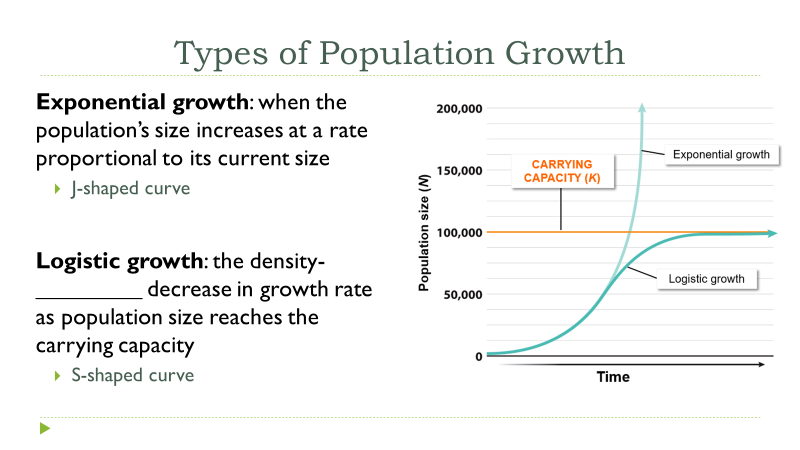 Types of Population Growth
Exponential growth: when the
population's size increases at a rate
proportional to its current size
J-shaped curve
Logistic growth: the density-
_________ decrease in growth rate
as population size reaches the
carrying capacity
S-shaped curve
Population size (N)
200,000
150,000
100,000
50,000
0
CARRYING
CAPACITY (K)
Exponential growth
Logistic growth
Time